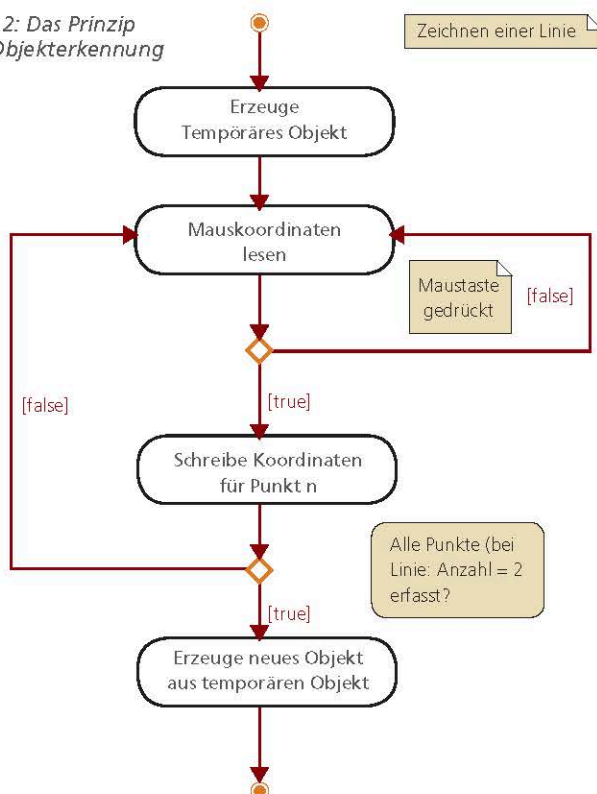 2: Das Prinzip
Objekterkennung
Zeichnen einer Linie
Erzeuge
Tempöräres Objekt
Mauskoordinaten
lesen
Maustaste
gedrückt
[false]
[false]
[true]
Schreibe Koordinaten
für Punkt n
Alle Punkte (bei
Linie: Anzahl = 2
erfasst?
[true]
Erzeuge neues Objekt
aus temporären Objekt